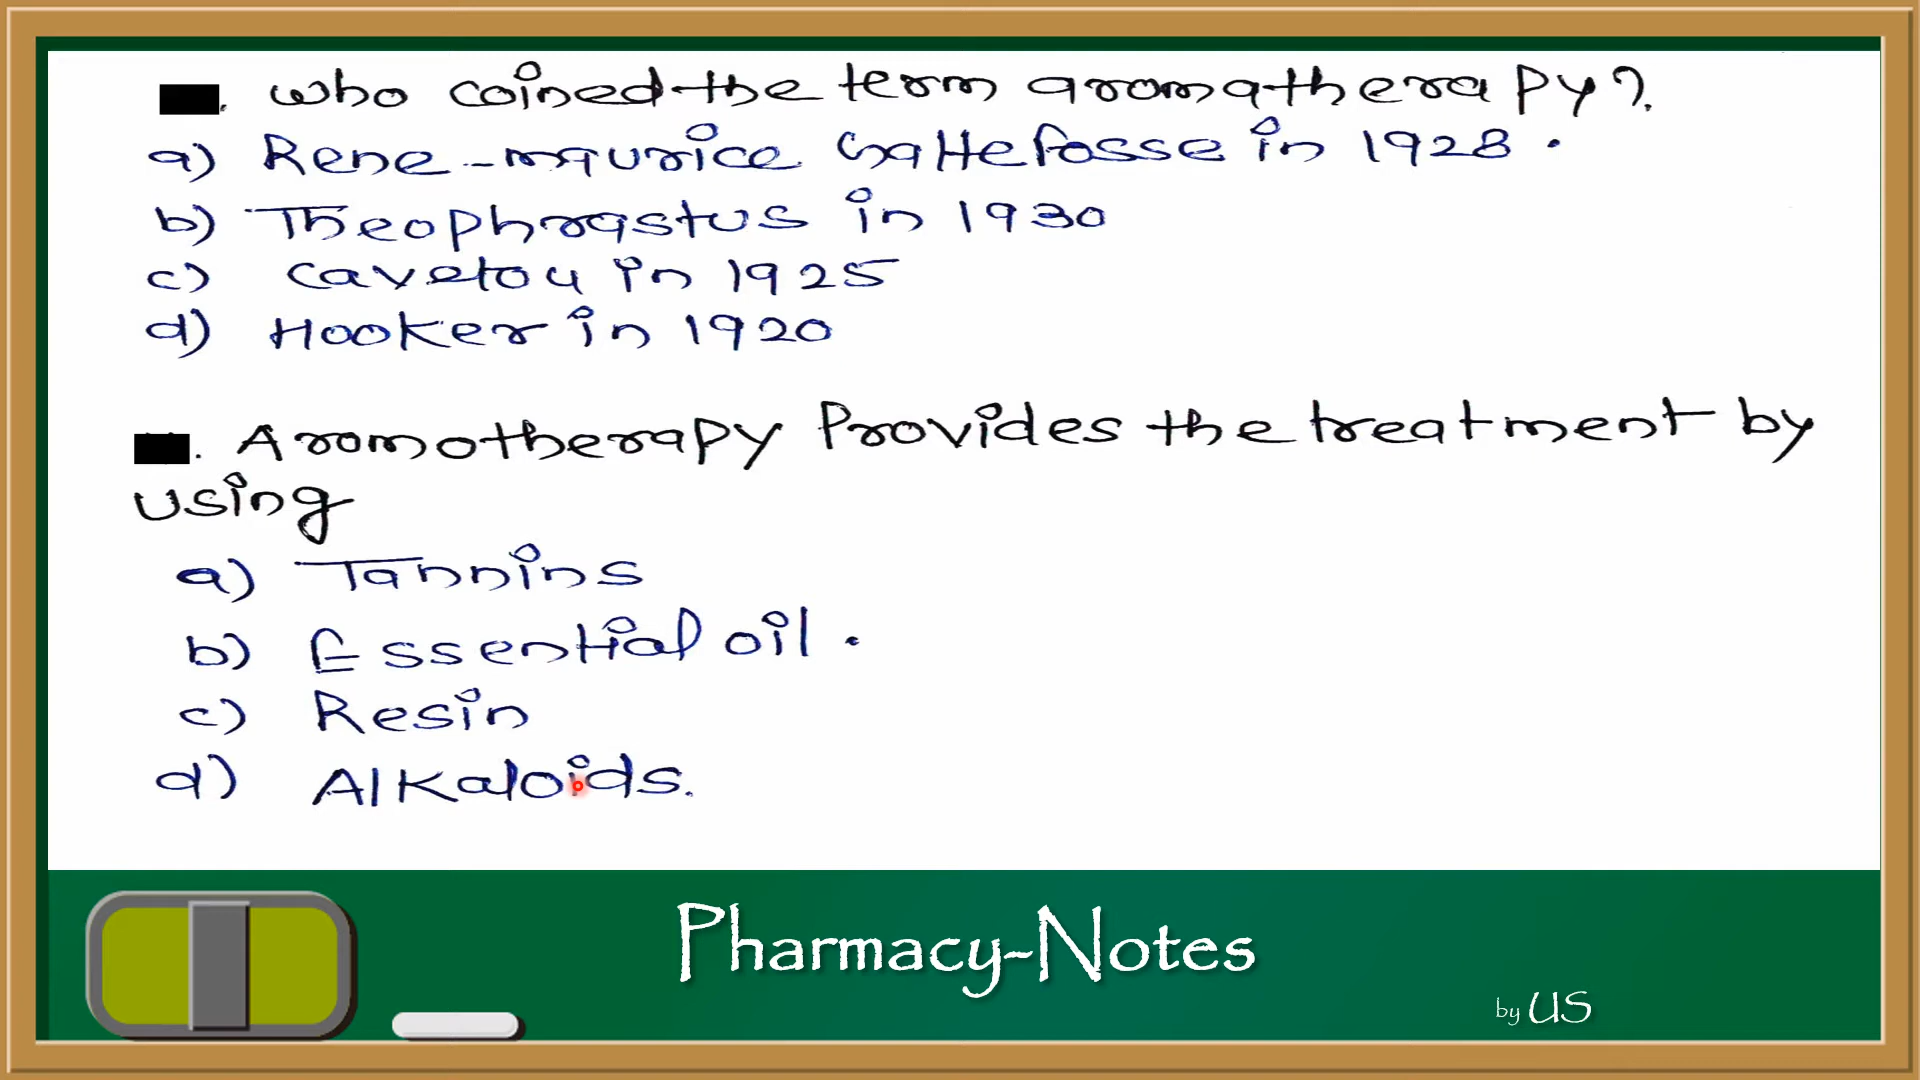 . who coined the term aromatherapy?
a) Rene-maurice Gattefosse in 1928.
b) Theophrastus in 1930
c) Cavetou in 1925
d) Hooker in 1920
. Aromotherapy Provides the treatment by
using
a) Tannins
b) Essential oil.
c) Resin
d) Alkaloids.
Pharmacy-Notes
by US